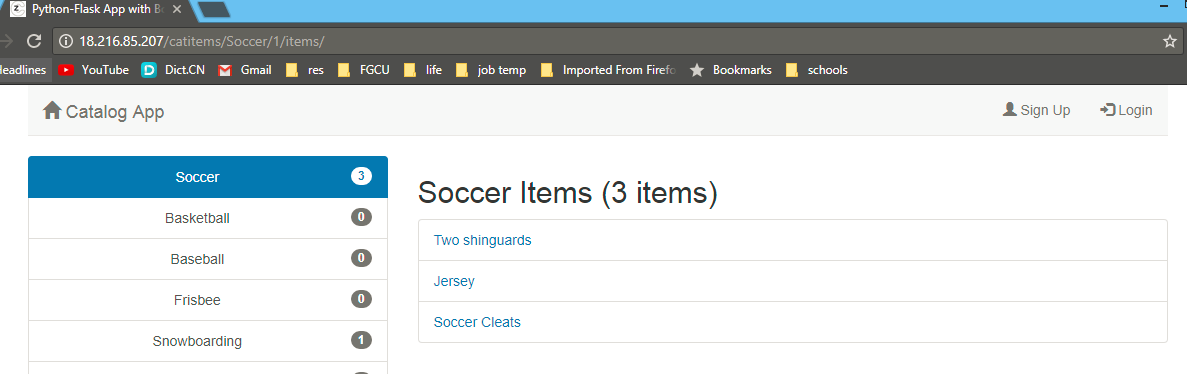 Python-Flask App with Bo
18.216.85.207/catitems/Soccer/1/items/
Headlines YouTube Dict.CN Gmail res FGCU life job temp Imported From Firefo Bookmarks schools
Catalog App Sign Up Login
Soccer 3
Basketball 0
Baseball 0
Frisbee 0
Snowboarding 1
Soccer Items (3 items)
Two shinguards
Jersey
Soccer Cleats